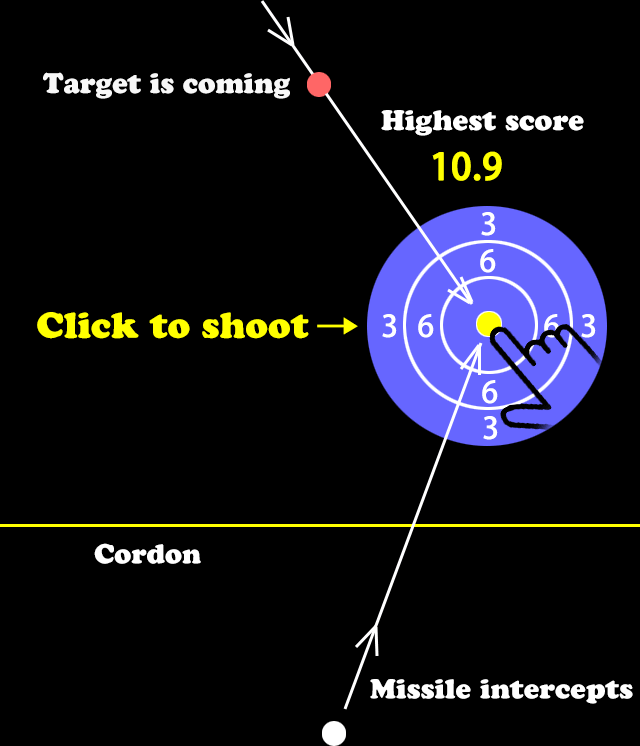 Target is coming
Highest score
10.9
3
6
Click to shoot
3 6 6 3
6
3
Cordon
Missile intercepts